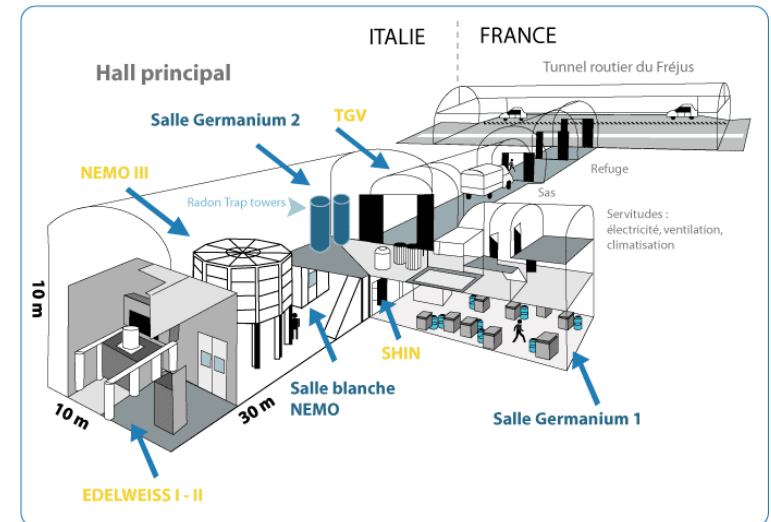 ITALIE
FRANCE
Hall principal
Tunnel routier du Fréjus
Salle Germanium 2
TGV
NEMO III
Refuge
Radon Trap towers
Sas
Servitudes :
électricité, ventilation,
climatisation
10 m
SHIN
Salle blanche
NEMO
10 m
30 m
Salle Germanium 1
EDELWEISS I - II